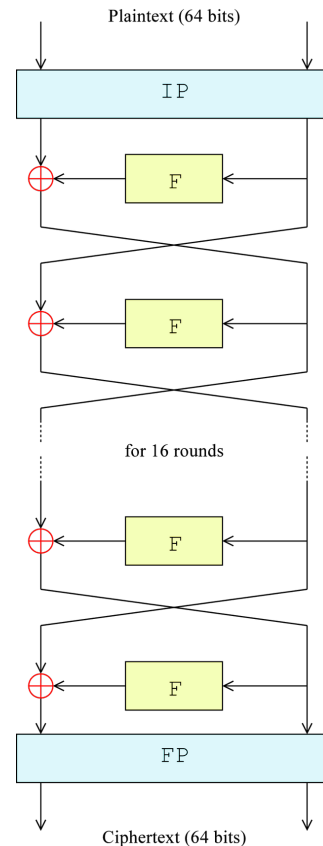 Plaintext (64 bits)
IP
F
F
for 16 rounds
F
F
FP
Ciphertext (64 bits)